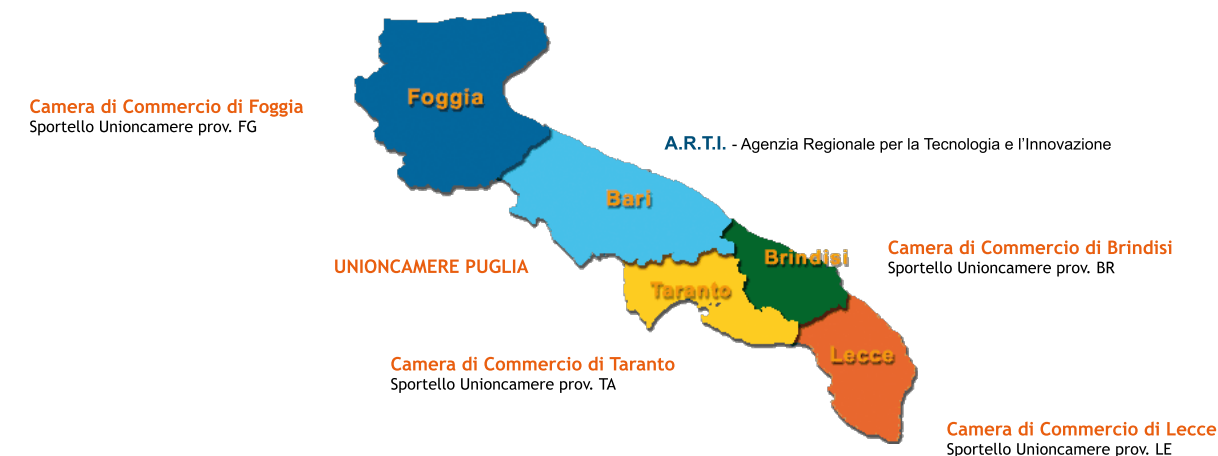 Foggia
Camera di Commercio di Foggia
Sportello Unioncamere prov. FG
A.R.T.I. - Agenzia Regionale per la Tecnologia e l’Innovazione
Bari
Brindisi
Camera di Commercio di Brindisi
Sportello Unioncamere prov. BR
UNIONCAMERE PUGLIA
Taranto
Lecce
Camera di Commercio di Taranto
Sportello Unioncamere prov. TA
Camera di Commercio di Lecce
Sportello Unioncamere prov. LE